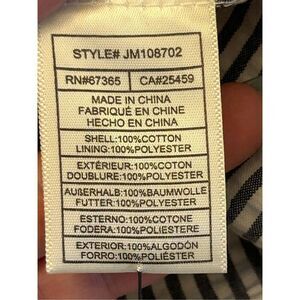 STYLE# JM108702
RN#67365 CA#25459
MADE IN CHINA
FABRIQUÉ EN CHINE
HECHO EN CHINA
SHELL:100%COTTON
LINING:100%POLYESTER
EXTÉRIEUR:100%COTON
DOUBLURE:100%POLYESTER
AUßERHALB:100%BAUMWOLLE
FUTTER:100%POLYESTER
ESTERNO:100%COTONE
FODERA:100%POLIESTERE
EXTERIOR:100%ALGODÓN
FORRO:100%POLIÉSTER